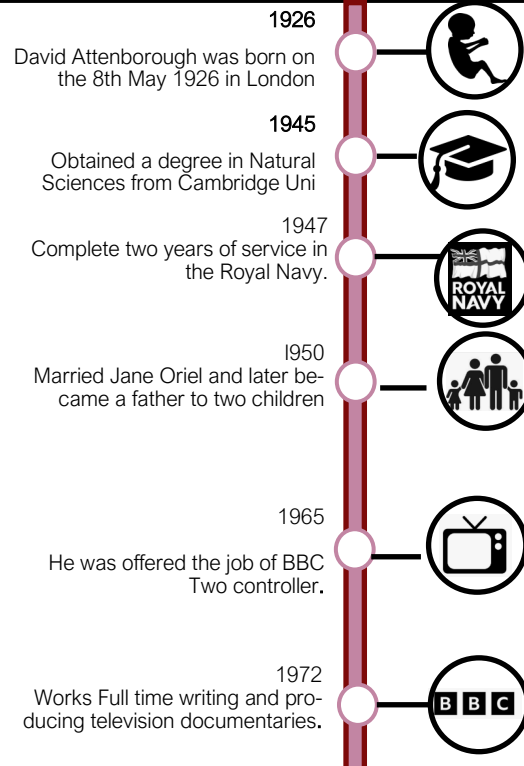 1926
David Attenborough was born on
the 8th May 1926 in London
1945
Obtained a degree in Natural
Sciences from Cambridge Uni
1947
Complete two years of service in
the Royal Navy.
ROYAL
NAVY
I950
Married Jane Oriel and later be-
came a father to two children
1965
He was offered the job of BBC
Two controller.
1972
Works Full time writing and pro-
ducing television documentaries.
BBC